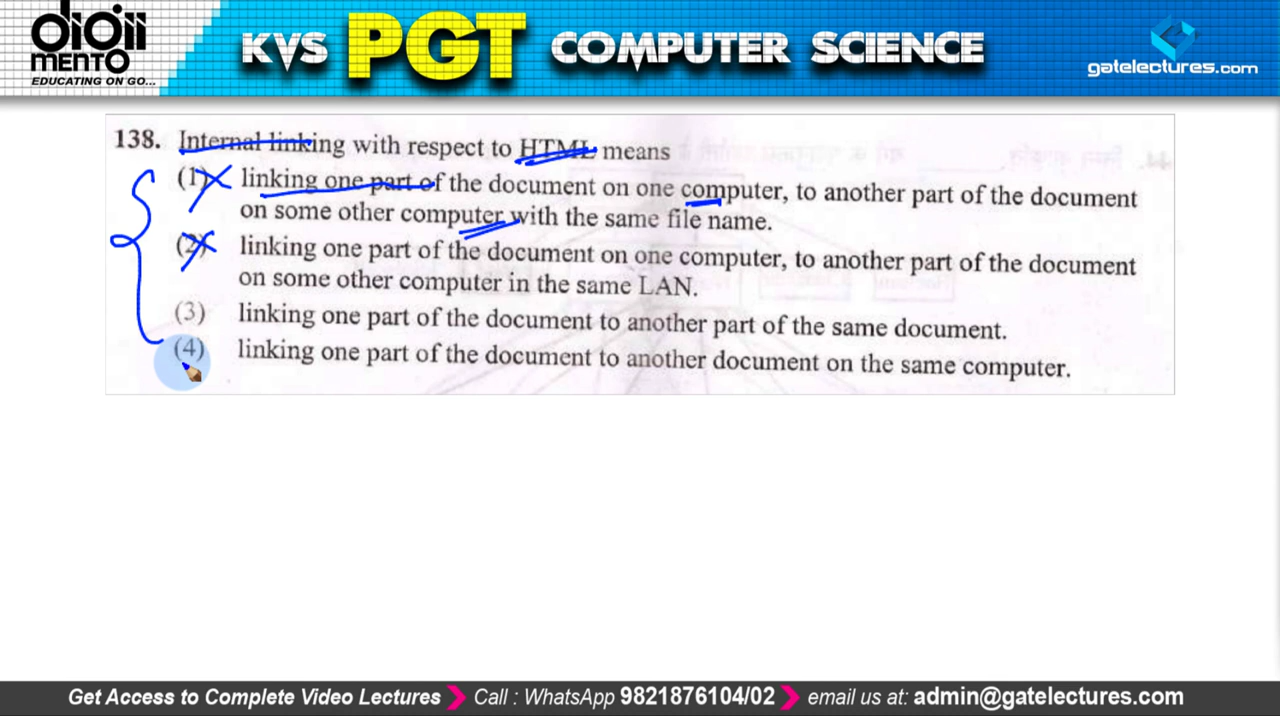 digii
MENTO
EDUCATING ON GO...
KVS PGT COMPUTER SCIENCE
gatelectures.com
138. Internal linking with respect to HTML means
(1) linking one part of the document on one computer, to another part of the document
on some other computer with the same file name.
(2) linking one part of the document on one computer, to another part of the document
on some other computer in the same LAN.
(3) linking one part of the document to another part of the same document.
(4) linking one part of the document to another document on the same computer.
Get Access to Complete Video Lectures Call : WhatsApp 9821876104/02 email us at: admin@gatelectures.com